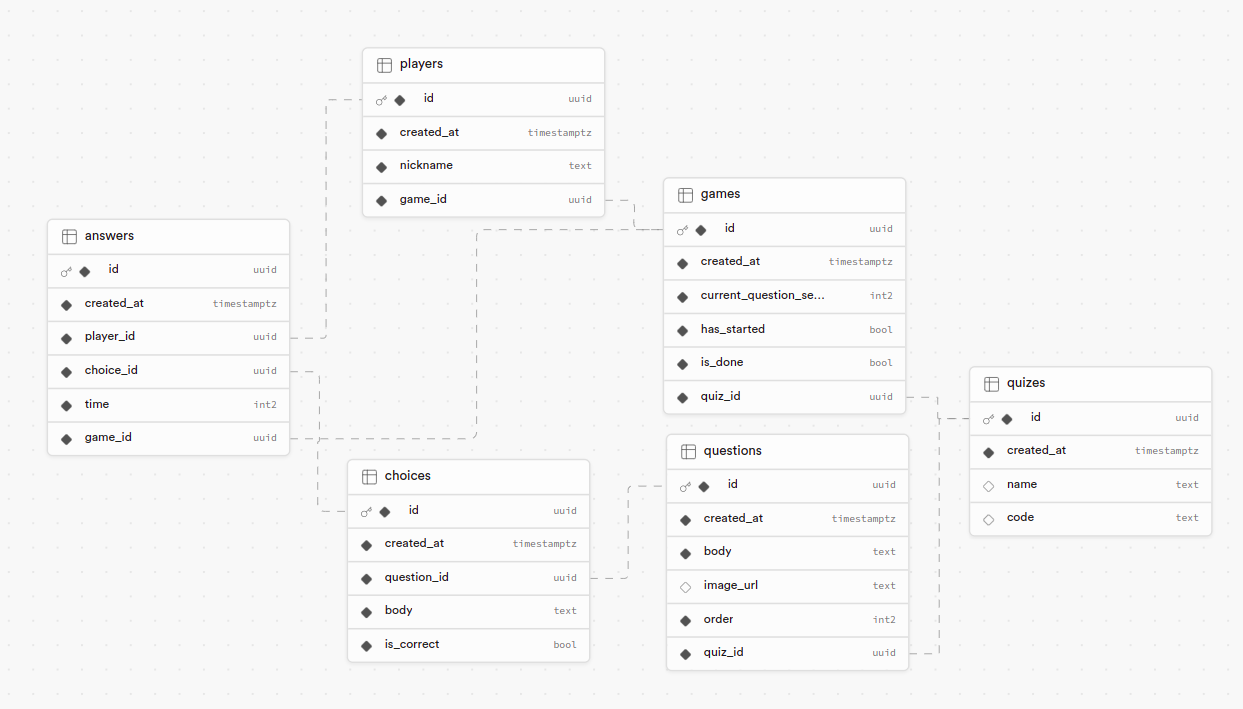 players
id uuid
created_at timestamptz
nickname text
game_id uuid
games
id uuid
created_at timestamptz
current_question_se... int2
has_started bool
is_done bool
quiz_id uuid
answers
id uuid
created_at timestamptz
player_id uuid
choice_id uuid
time int2
game_id uuid
quizes
id uuid
created_at timestamptz
name text
code text
choices
id uuid
created_at timestamptz
question_id uuid
body text
is_correct bool
questions
id uuid
created_at timestamptz
body text
image_url text
order int2
quiz_id uuid